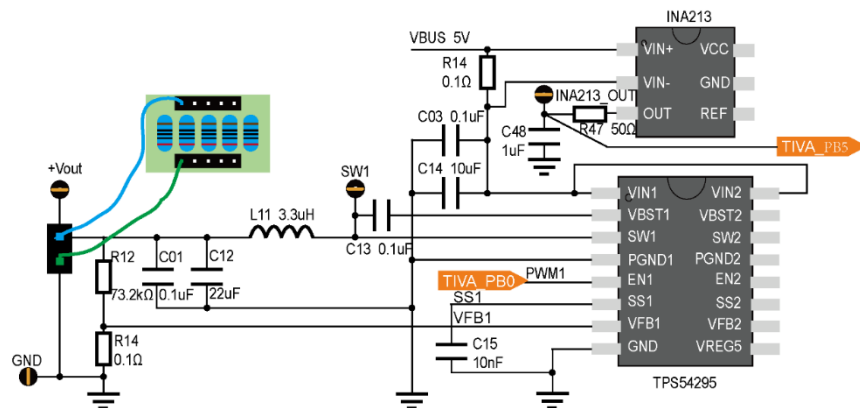 INA213
VBUS 5V
VIN+ VCC
R14
0.1Ω
VIN- GND
INA213_OUT
OUT REF
C03 0.1uF
C48
1uF
R47 50Ω
TIVA_PB5
+Vout
SW1
C14 10uF
VIN1 VIN2
VBST1 VBST2
L11 3.3uH
C13 0.1uF
SW1 SW2
R12
73.2kΩ
C01
0.1uF
C12
22uF
PGND1 PGND2
TIVA_PB0
PWM1
EN1 EN2
SS1
SS1 SS2
VFB1
VFB1 VFB2
R14
0.1Ω
GND
C15
10nF
GND VREG5
TPS54295